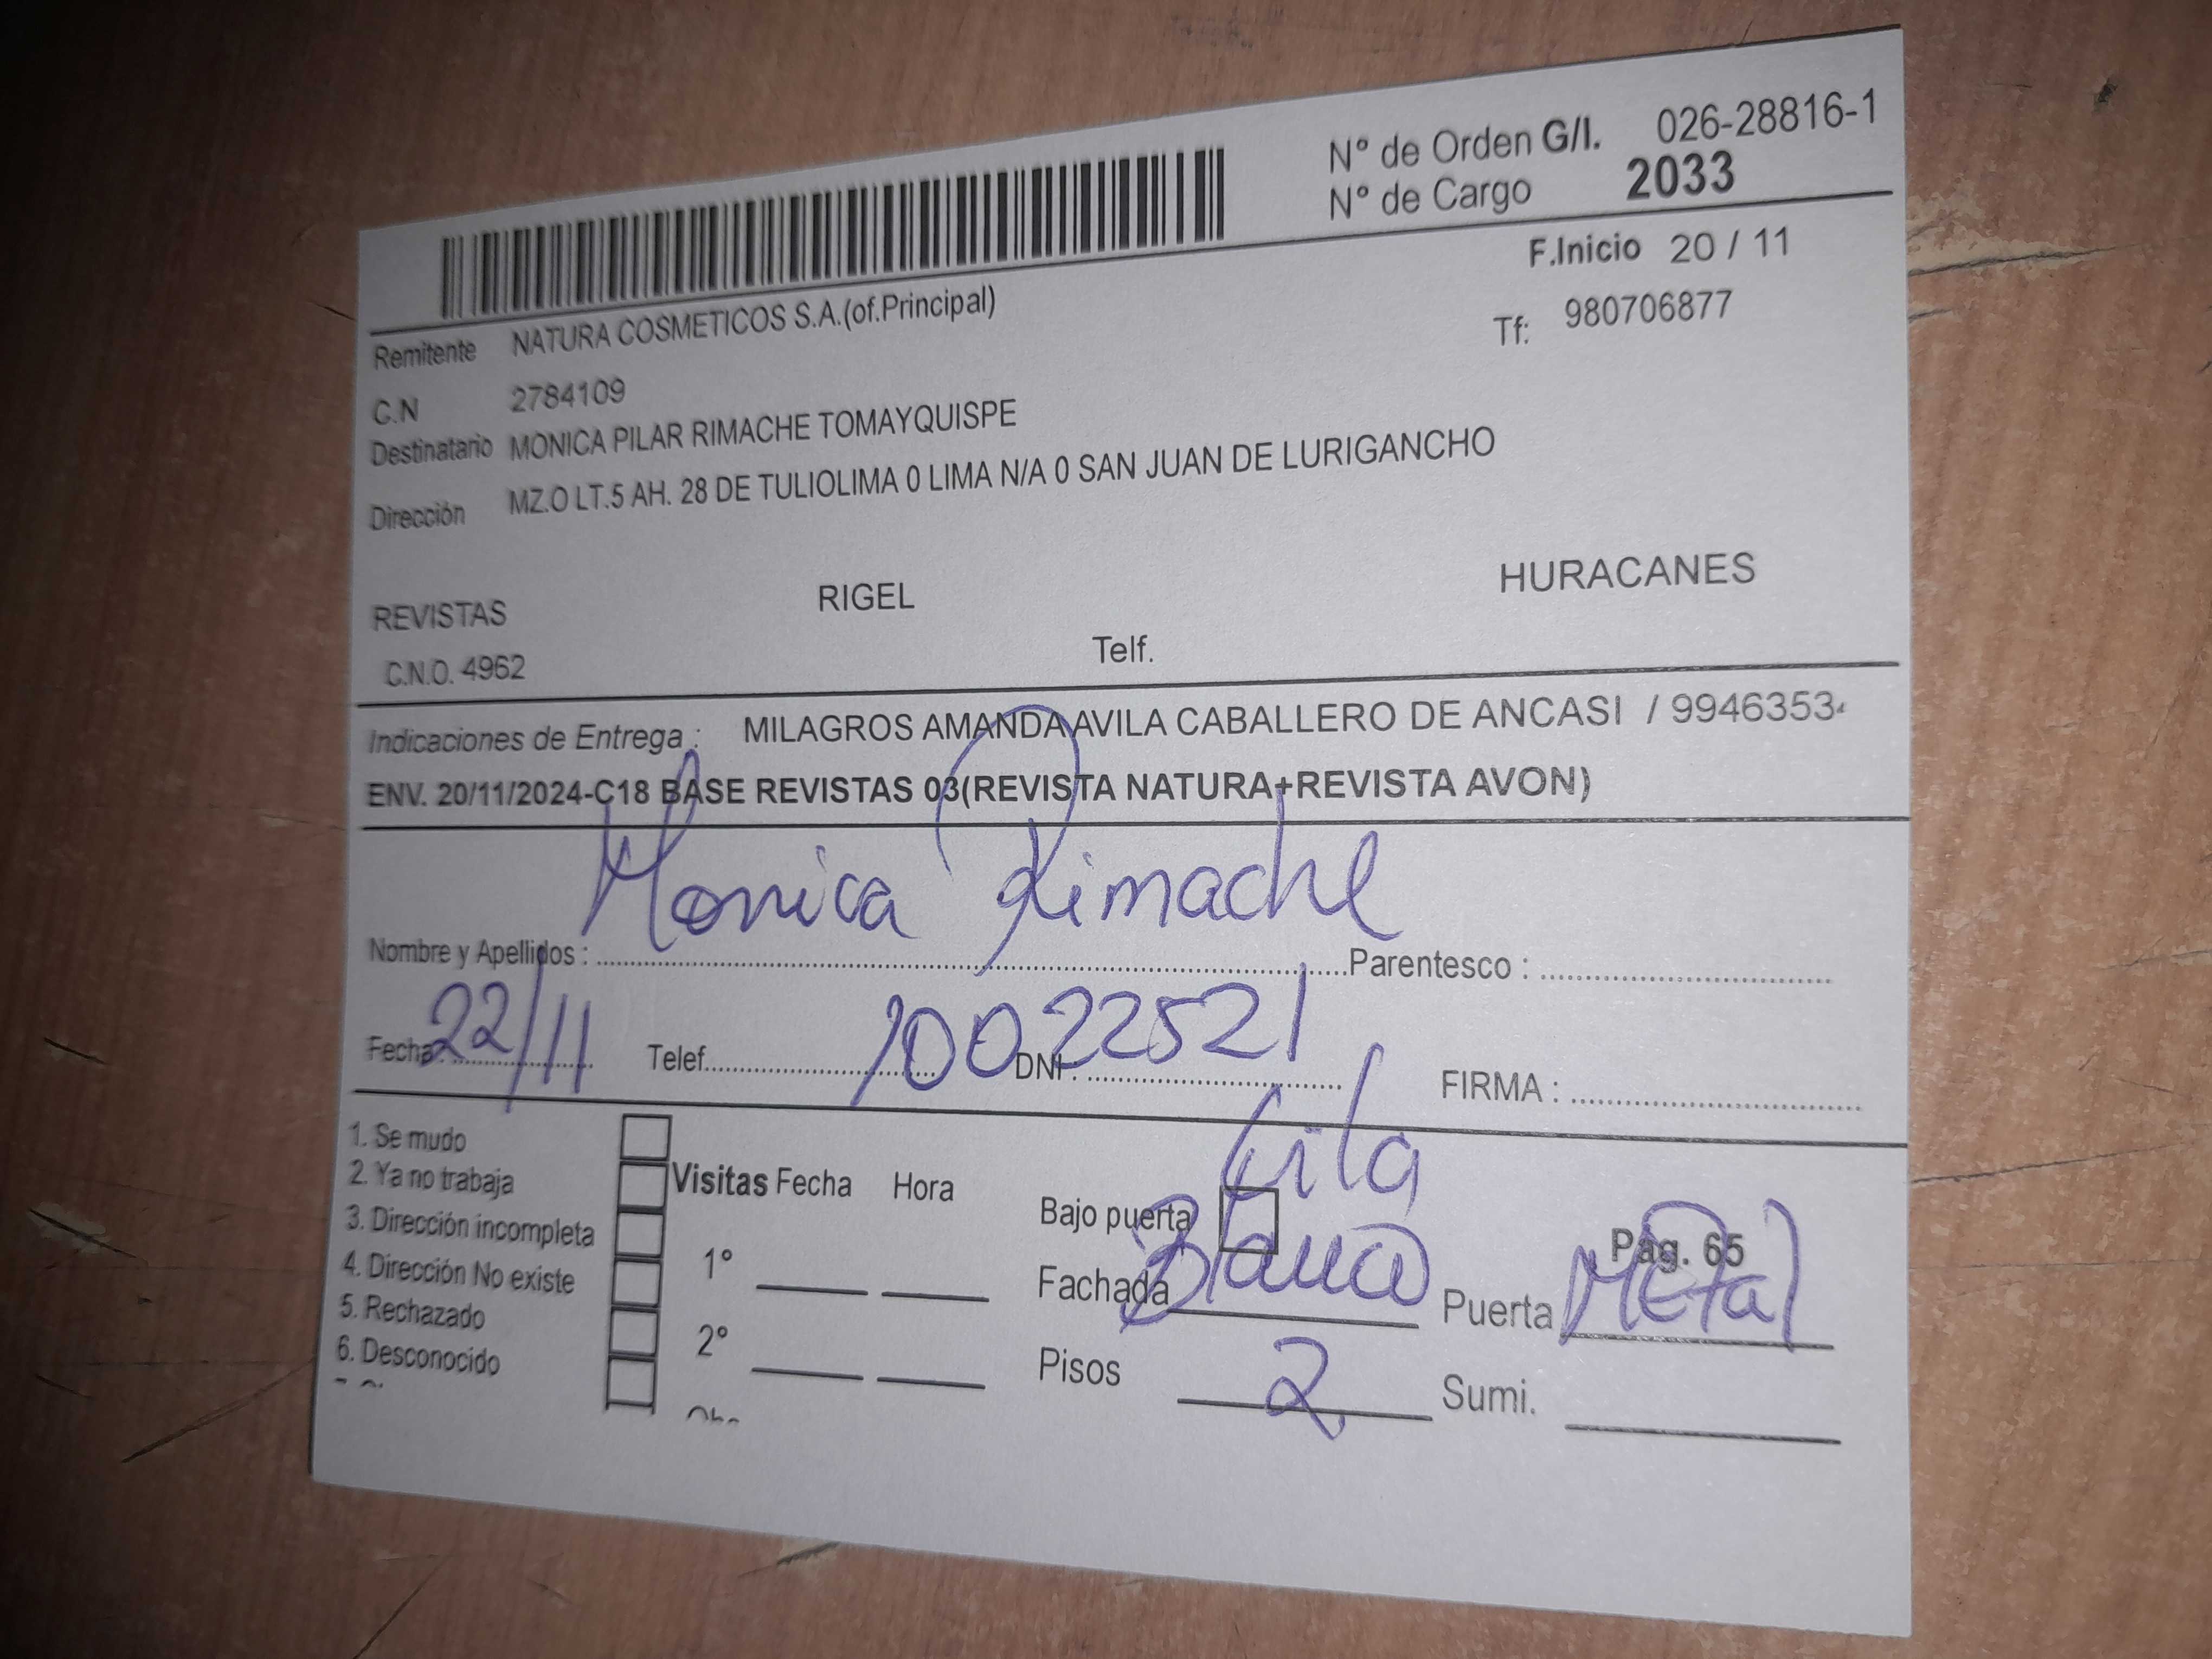 N° de Orden G/I. 026-28816-1
N° de Cargo 2033
F.Inicio 20 / 11
Remitente NATURA COSMETICOS S.A.(of.Principal)
Tf: 980706877
C.N 2784109
Destinatario MONICA PILAR RIMACHE TOMAYQUISPE
Dirección MZ.O LT.5 AH. 28 DE TULIOLIMA 0 LIMA N/A 0 SAN JUAN DE LURIGANCHO
REVISTAS RIGEL HURACANES
C.N.O. 4962 Telf.
Indicaciones de Entrega : MILAGROS AMANDA AVILA CABALLERO DE ANCASI / 9946353
ENV. 20/11/2024-C18 BASE REVISTAS 03(REVISTA NATURA+REVISTA AVON)
Monica Rimache
Nombre y Apellidos : Parentesco :
22/11 10022521
Fecha: Telef. DNI : FIRMA :
1. Se mudo
2. Ya no trabaja
3. Dirección incompleta
4. Dirección No existe
5. Rechazado
6. Desconocido
Visitas Fecha Hora
1°
2°
Lila
Bajo puerta Pág. 65
Fachada Blanco Puerta Metal
Pisos 2 Sumi.